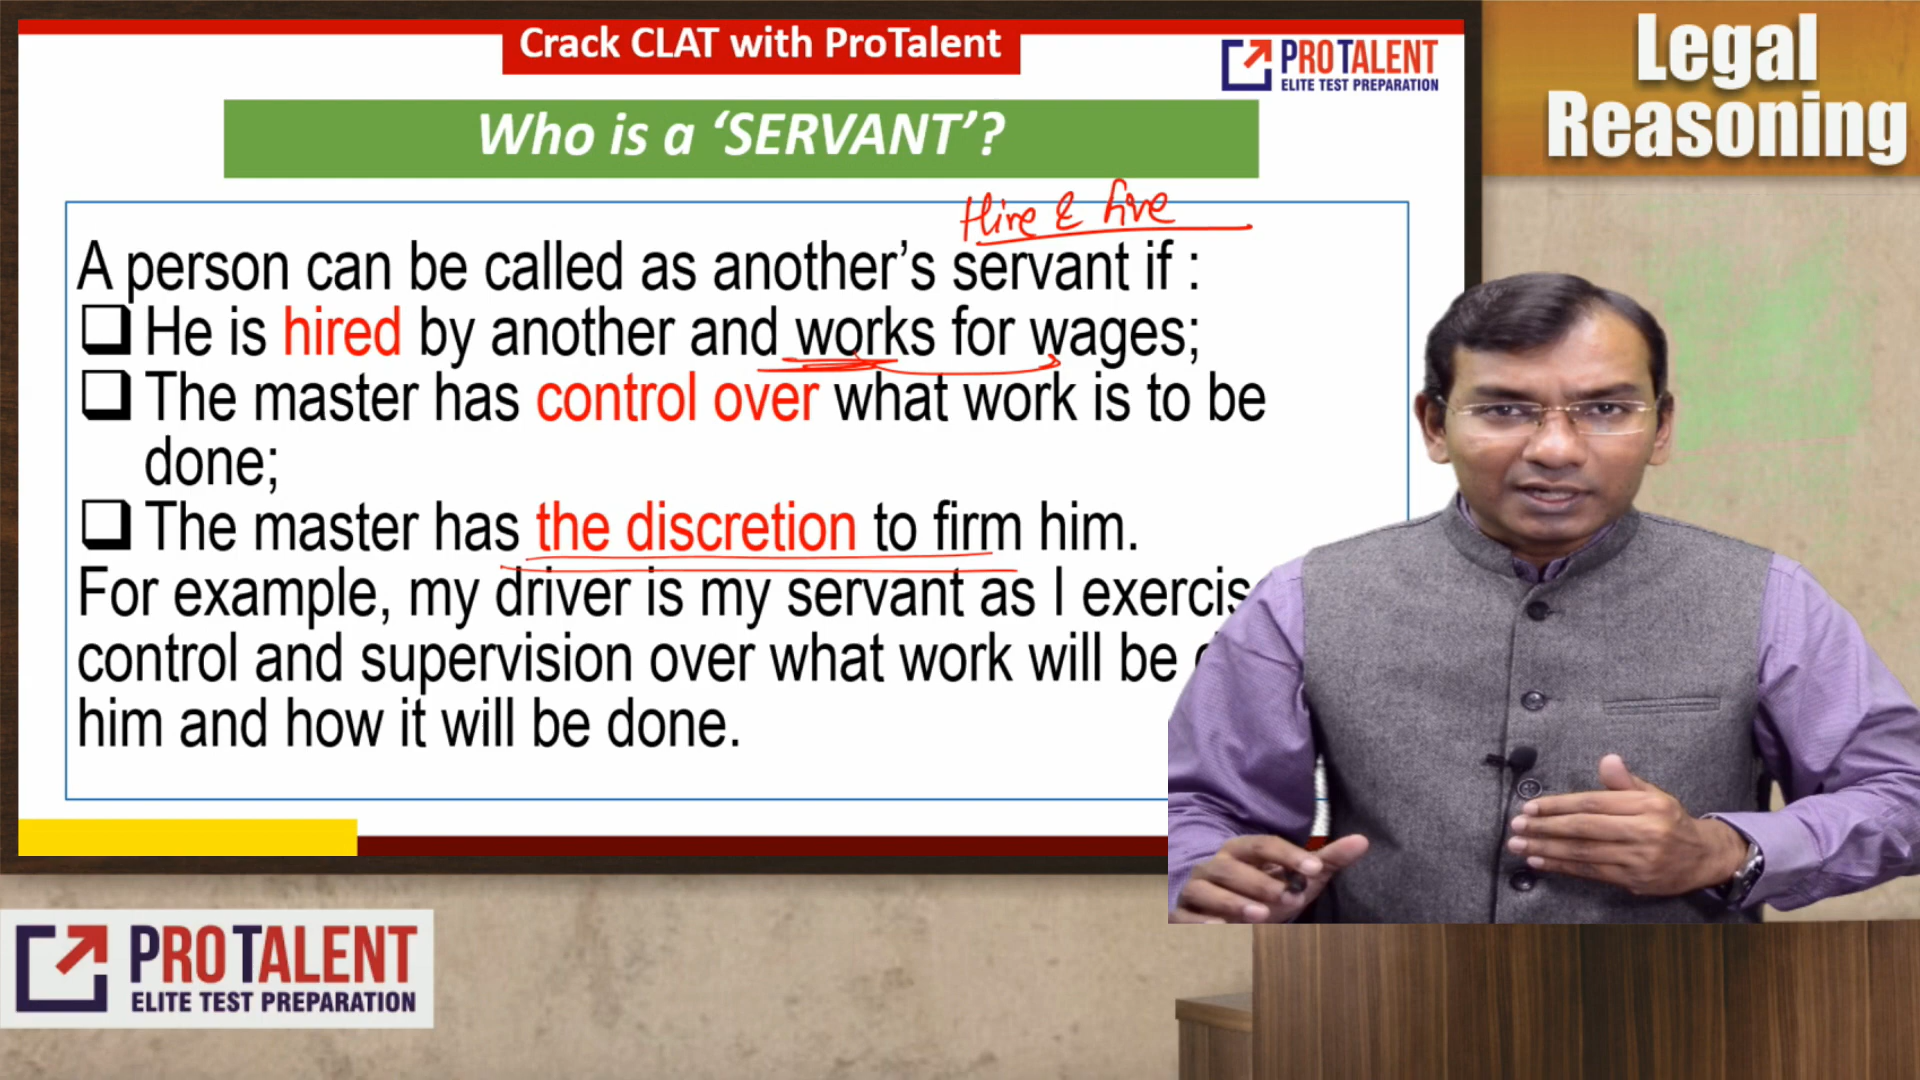 Crack CLAT with ProTalent
PROTALENT
ELITE TEST PREPARATION
Legal
Reasoning
Who is a ‘SERVANT’?
Hire & fire
A person can be called as another’s servant if :
He is hired by another and works for wages;
The master has control over what work is to be
done;
The master has the discretion to firm him.
For example, my driver is my servant as I exercis
control and supervision over what work will be
him and how it will be done.
PROTALENT
ELITE TEST PREPARATION